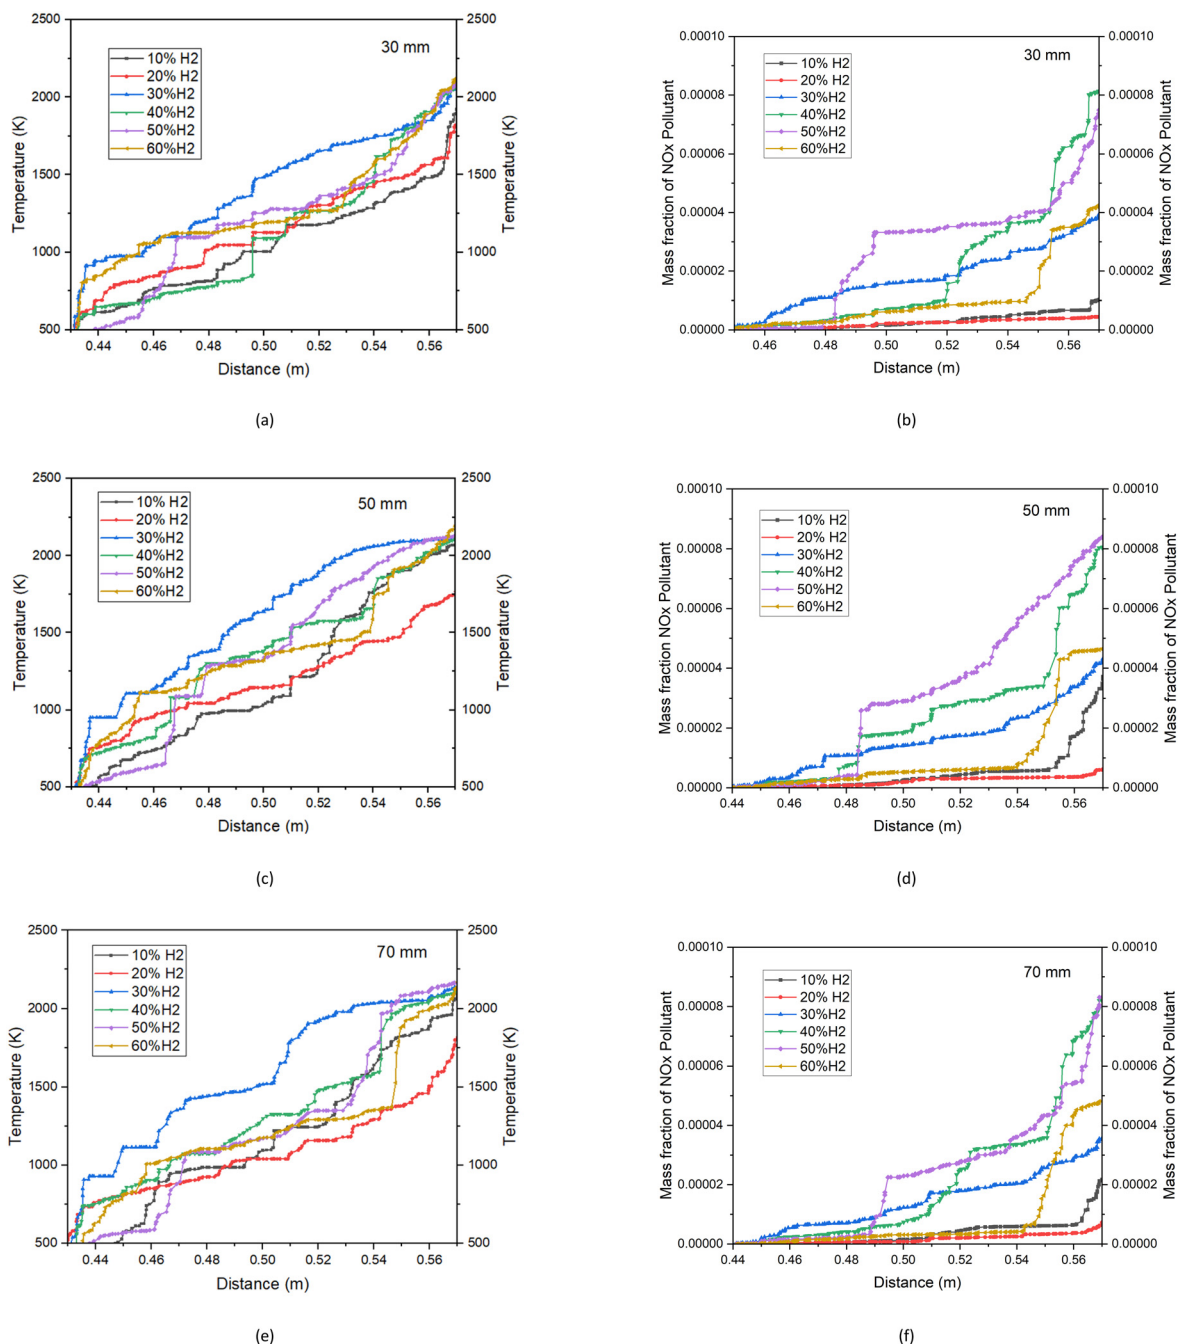 2500
2000
1500
1000
500
Temperature (K)
10% H2
20% H2
30%H2
40%H2
50%H2
60%H2
30 mm
2500
2000
1500
1000
500
Temperature (K)
0.44 0.46 0.48 0.50 0.52 0.54 0.56
Distance (m)
(a)
0.00010
0.00008
0.00006
0.00004
0.00002
0.00000
Mass fraction of NOx Pollutant
10% H2
20% H2
30%H2
40%H2
50%H2
60%H2
30 mm
0.00010
0.00008
0.00006
0.00004
0.00002
0.00000
Mass fraction of NOx Pollutant
0.46 0.48 0.50 0.52 0.54 0.56
Distance (m)
(b)
2500
2000
1500
1000
500
Temperature (K)
10% H2
20% H2
30%H2
40%H2
50%H2
60%H2
50 mm
2500
2000
1500
1000
500
Temperature (K)
0.44 0.46 0.48 0.50 0.52 0.54 0.56
Distance (m)
(c)
0.00010
0.00008
0.00006
0.00004
0.00002
0.00000
Mass fraction NOx Pollutant
10% H2
20% H2
30%H2
40%H2
50%H2
60%H2
50 mm
0.00010
0.00008
0.00006
0.00004
0.00002
0.00000
Mass fraction of NOx Pollutant
0.44 0.46 0.48 0.50 0.52 0.54 0.56
Distance (m)
(d)
2500
2000
1500
1000
500
Temperature (K)
10% H2
20% H2
30%H2
40%H2
50%H2
60%H2
70 mm
2500
2000
1500
1000
500
Temperature (K)
0.44 0.46 0.48 0.50 0.52 0.54 0.56
Distance (m)
(e)
0.00010
0.00008
0.00006
0.00004
0.00002
0.00000
Mass fraction of NOx Pollutant
10% H2
20% H2
30%H2
40%H2
50%H2
60%H2
70 mm
0.00010
0.00008
0.00006
0.00004
0.00002
0.00000
Mass fraction of NOx Pollutant
0.44 0.46 0.48 0.50 0.52 0.54 0.56
Distance (m)
(f)